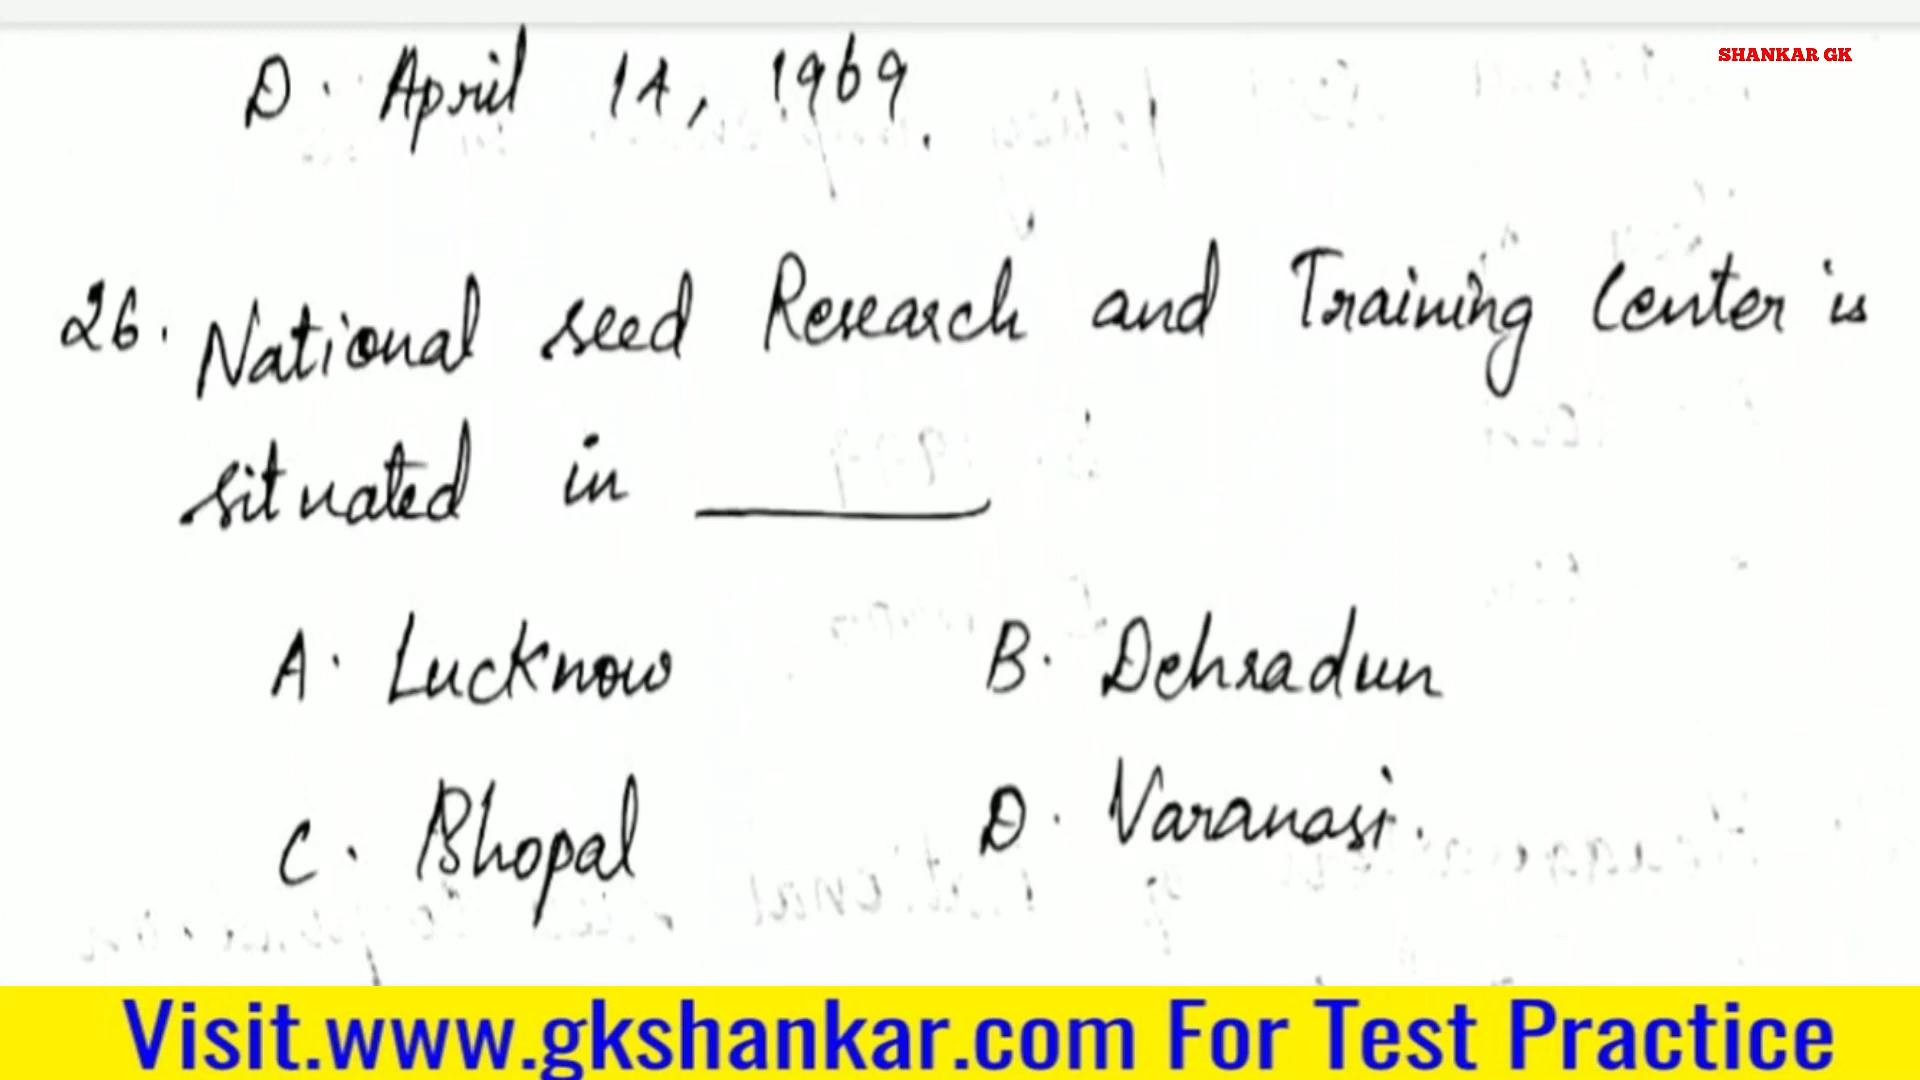 SHANKAR GK
D. April 14, 1969.
26. National seed Research and Training Center is
situated in ______
A. Lucknow B. Dehradun
C. Bhopal D. Varanasi.
Visit.www.gkshankar.com For Test Practice